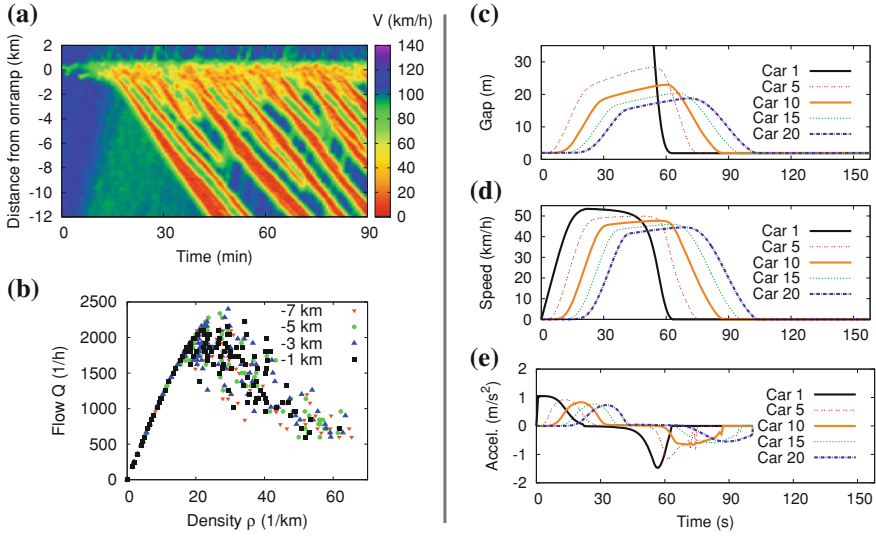 (a)
V (km/h)
Distance from onramp (km)
2
0
-2
-4
-6
-8
-10
-12
0
30
60
90
Time (min)
140
120
100
80
60
40
20
0
(b)
Flow Q (1/h)
2500
2000
1500
1000
500
0
0
20
40
60
Density ρ (1/km)
-7 km
-5 km
-3 km
-1 km
(c)
Gap (m)
30
20
10
0
0
30
60
90
120
150
Car 1
Car 5
Car 10
Car 15
Car 20
(d)
Speed (km/h)
50
40
30
20
10
0
0
30
60
90
120
150
Car 1
Car 5
Car 10
Car 15
Car 20
(e)
Accel. (m/s²)
2
1
0
-1
-2
0
30
60
90
120
150
Time (s)
Car 1
Car 5
Car 10
Car 15
Car 20